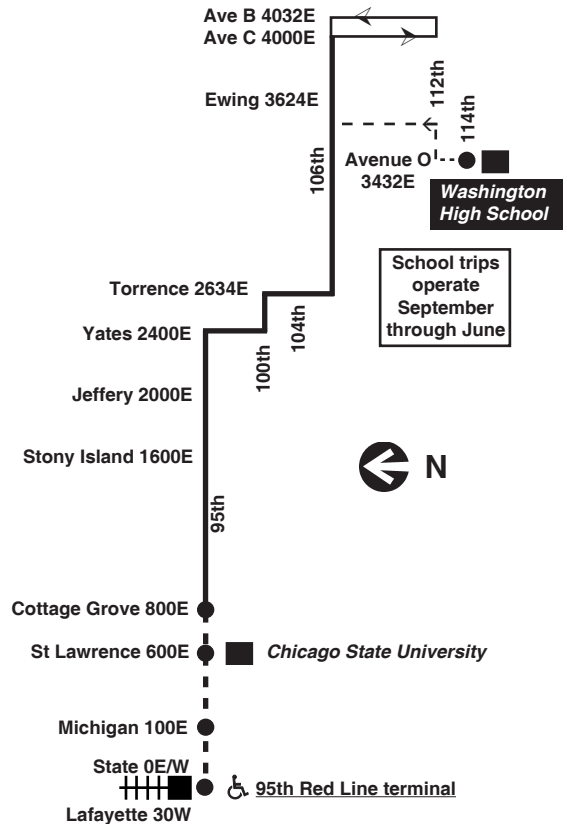 Ave B 4032E
Ave C 4000E
Ewing 3624E
112th
114th
106th
Avenue O
3432E
Washington
High School
School trips
operate
September
through June
Torrence 2634E
104th
Yates 2400E
100th
Jeffery 2000E
Stony Island 1600E
N
95th
Cottage Grove 800E
St Lawrence 600E
Chicago State University
Michigan 100E
State 0E/W
95th Red Line terminal
Lafayette 30W